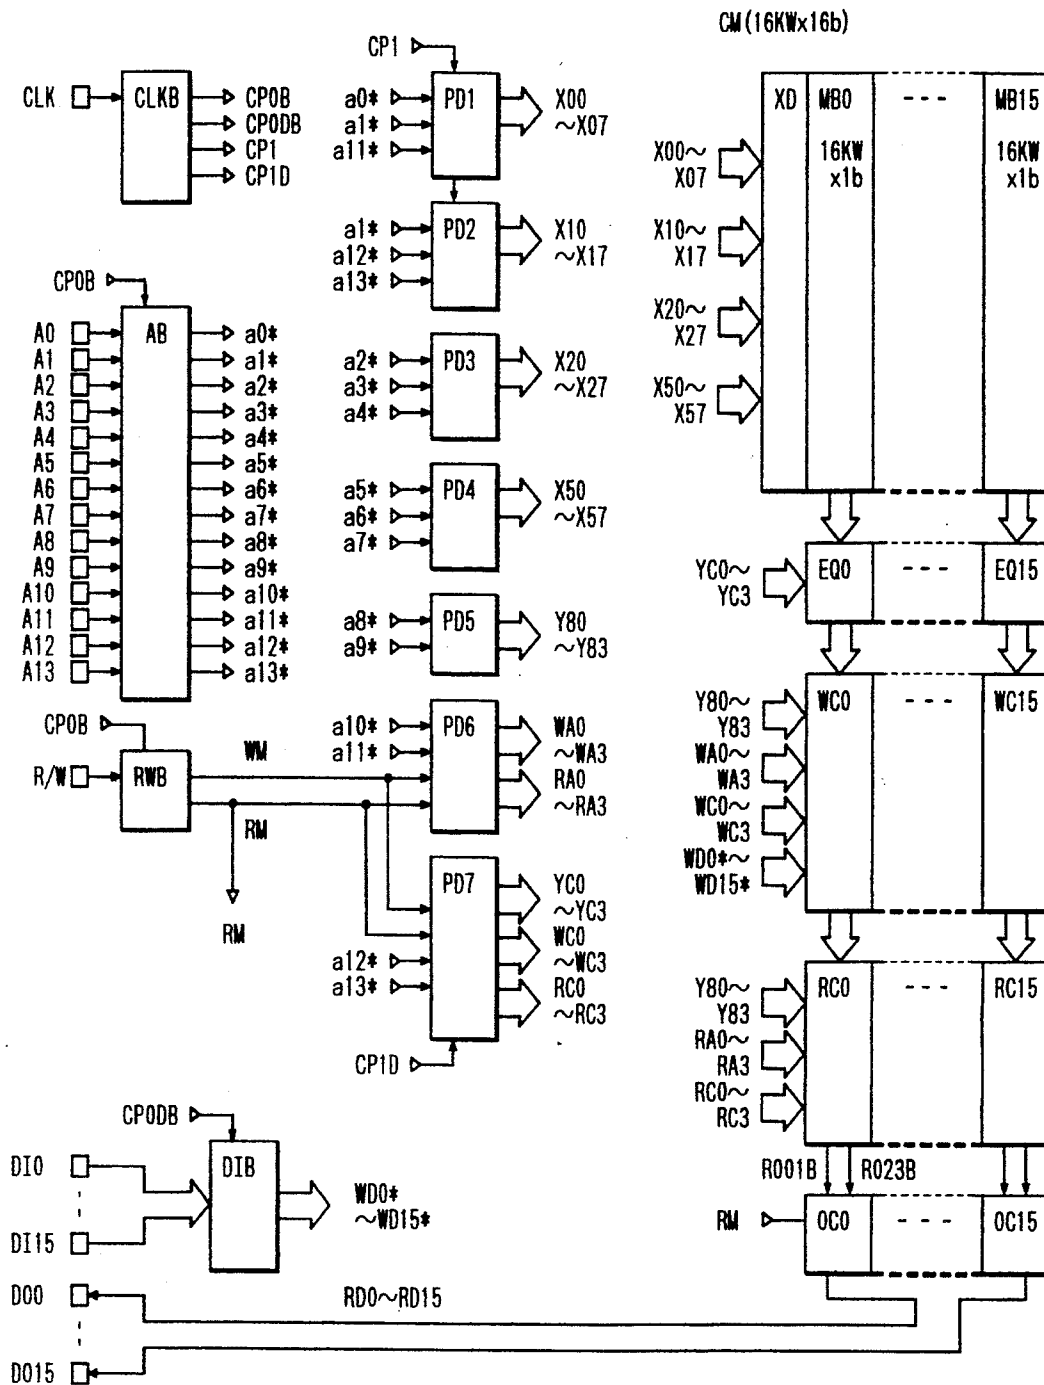 CM(16KWx16b)
CLK
CLKB
CP0B
CP0DB
CP1
CP1D
CP1
PD1
a0*
a1*
a11*
X00
~X07
PD2
a1*
a12*
a13*
X10
~X17
PD3
a2*
a3*
a4*
X20
~X27
PD4
a5*
a6*
a7*
X50
~X57
PD5
a8*
a9*
Y80
~Y83
PD6
a10*
a11*
WA0
~WA3
RA0
~RA3
PD7
a12*
a13*
YC0
~YC3
WC0
~WC3
RC0
~RC3
CP1D
CP0B
AB
A0
A1
A2
A3
A4
A5
A6
A7
A8
A9
A10
A11
A12
A13
a0*
a1*
a2*
a3*
a4*
a5*
a6*
a7*
a8*
a9*
a10*
a11*
a12*
a13*
CP0B
R/W
RWB
WM
RM
RM
CP0DB
DI0
DI15
DIB
WD0*
~WD15*
DO0
DO15
RD0~RD15
XD
MB0
16KW
x1b
MB15
16KW
x1b
X00~
X07
X10~
X17
X20~
X27
X50~
X57
YC0~
YC3
EQ0
EQ15
Y80~
Y83
WA0~
WA3
WC0~
WC3
WD0*~
WD15*
WC0
WC15
Y80~
Y83
RA0~
RA3
RC0~
RC3
RC0
RC15
RO01B
RO23B
RM
OC0
OC15